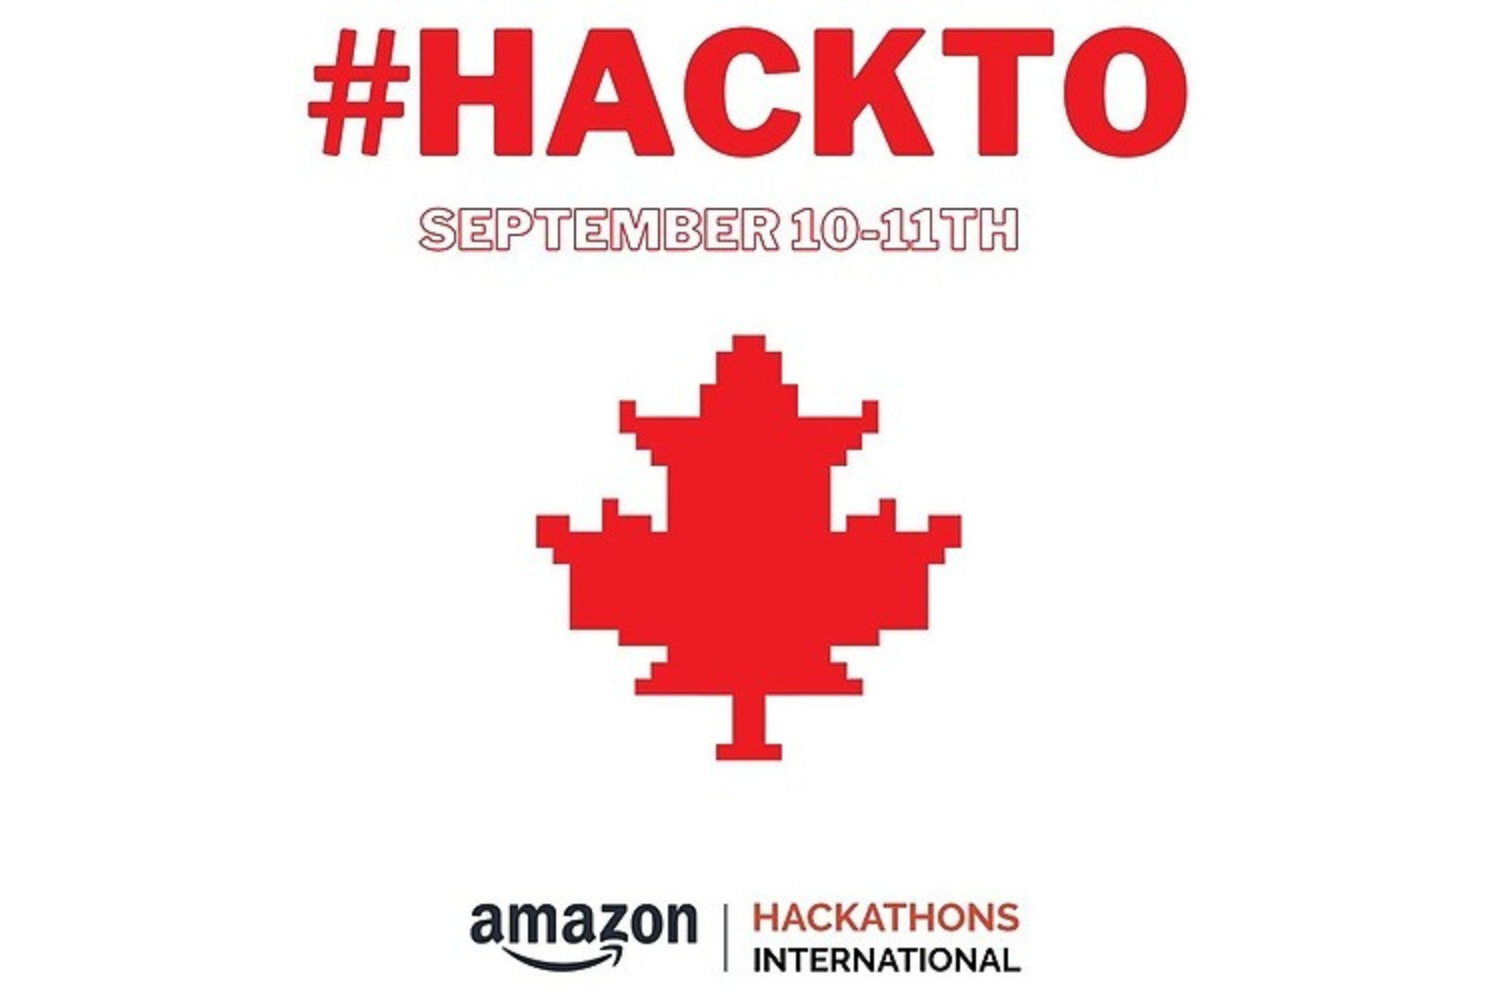 #HACKTO
SEPTEMBER 10-11TH
amazon
HACKATHONS
INTERNATIONAL